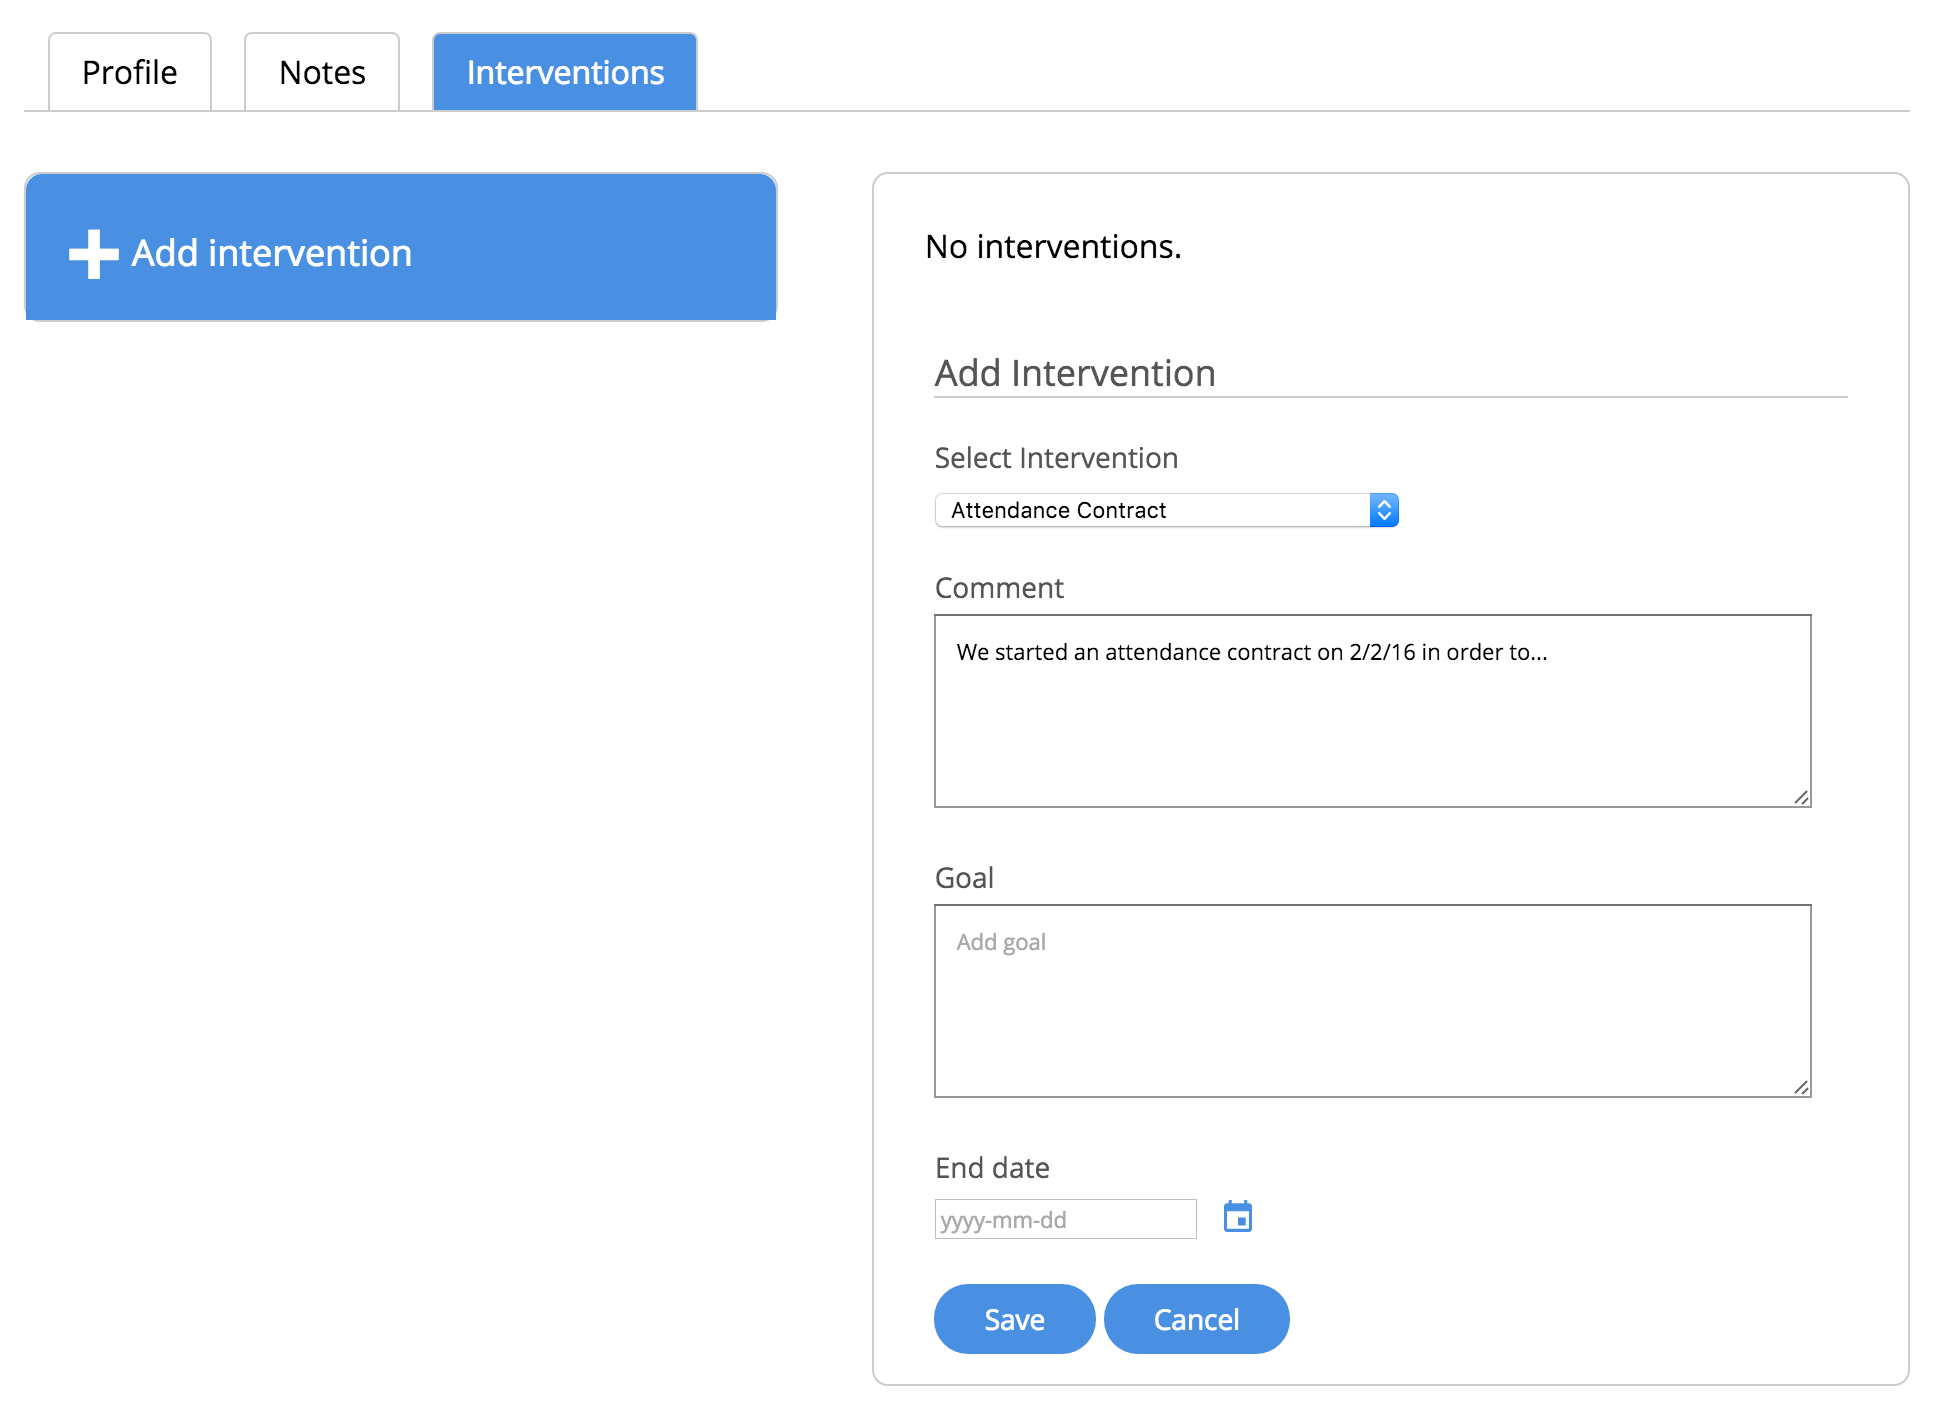 Profile Notes Interventions
Add intervention
No interventions.
Add Intervention
Select Intervention
Attendance Contract
Comment
We started an attendance contract on 2/2/16 in order to...
Goal
Add goal
End date
yyyy-mm-dd
Save Cancel